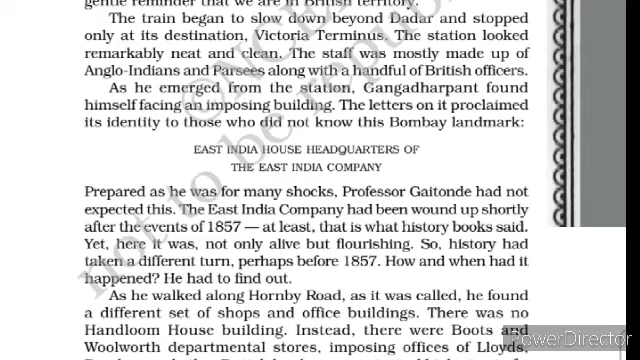 gentle reminder that we are in British territory.
The train began to slow down beyond Dadar and stopped
only at its destination, Victoria Terminus. The station looked
remarkably neat and clean. The staff was mostly made up of
Anglo-Indians and Parsees along with a handful of British officers.
As he emerged from the station, Gangadharpant found
himself facing an imposing building. The letters on it proclaimed
its identity to those who did not know this Bombay landmark:
EAST INDIA HOUSE HEADQUARTERS OF
THE EAST INDIA COMPANY
Prepared as he was for many shocks, Professor Gaitonde had not
expected this. The East India Company had been wound up shortly
after the events of 1857 — at least, that is what history books said.
Yet, here it was, not only alive but flourishing. So, history had
taken a different turn, perhaps before 1857. How and when had it
happened? He had to find out.
As he walked along Hornby Road, as it was called, he found
a different set of shops and office buildings. There was no
Handloom House building. Instead, there were Boots and
Woolworth departmental stores, imposing offices of Lloyds,
not to be republ
PowerDirector